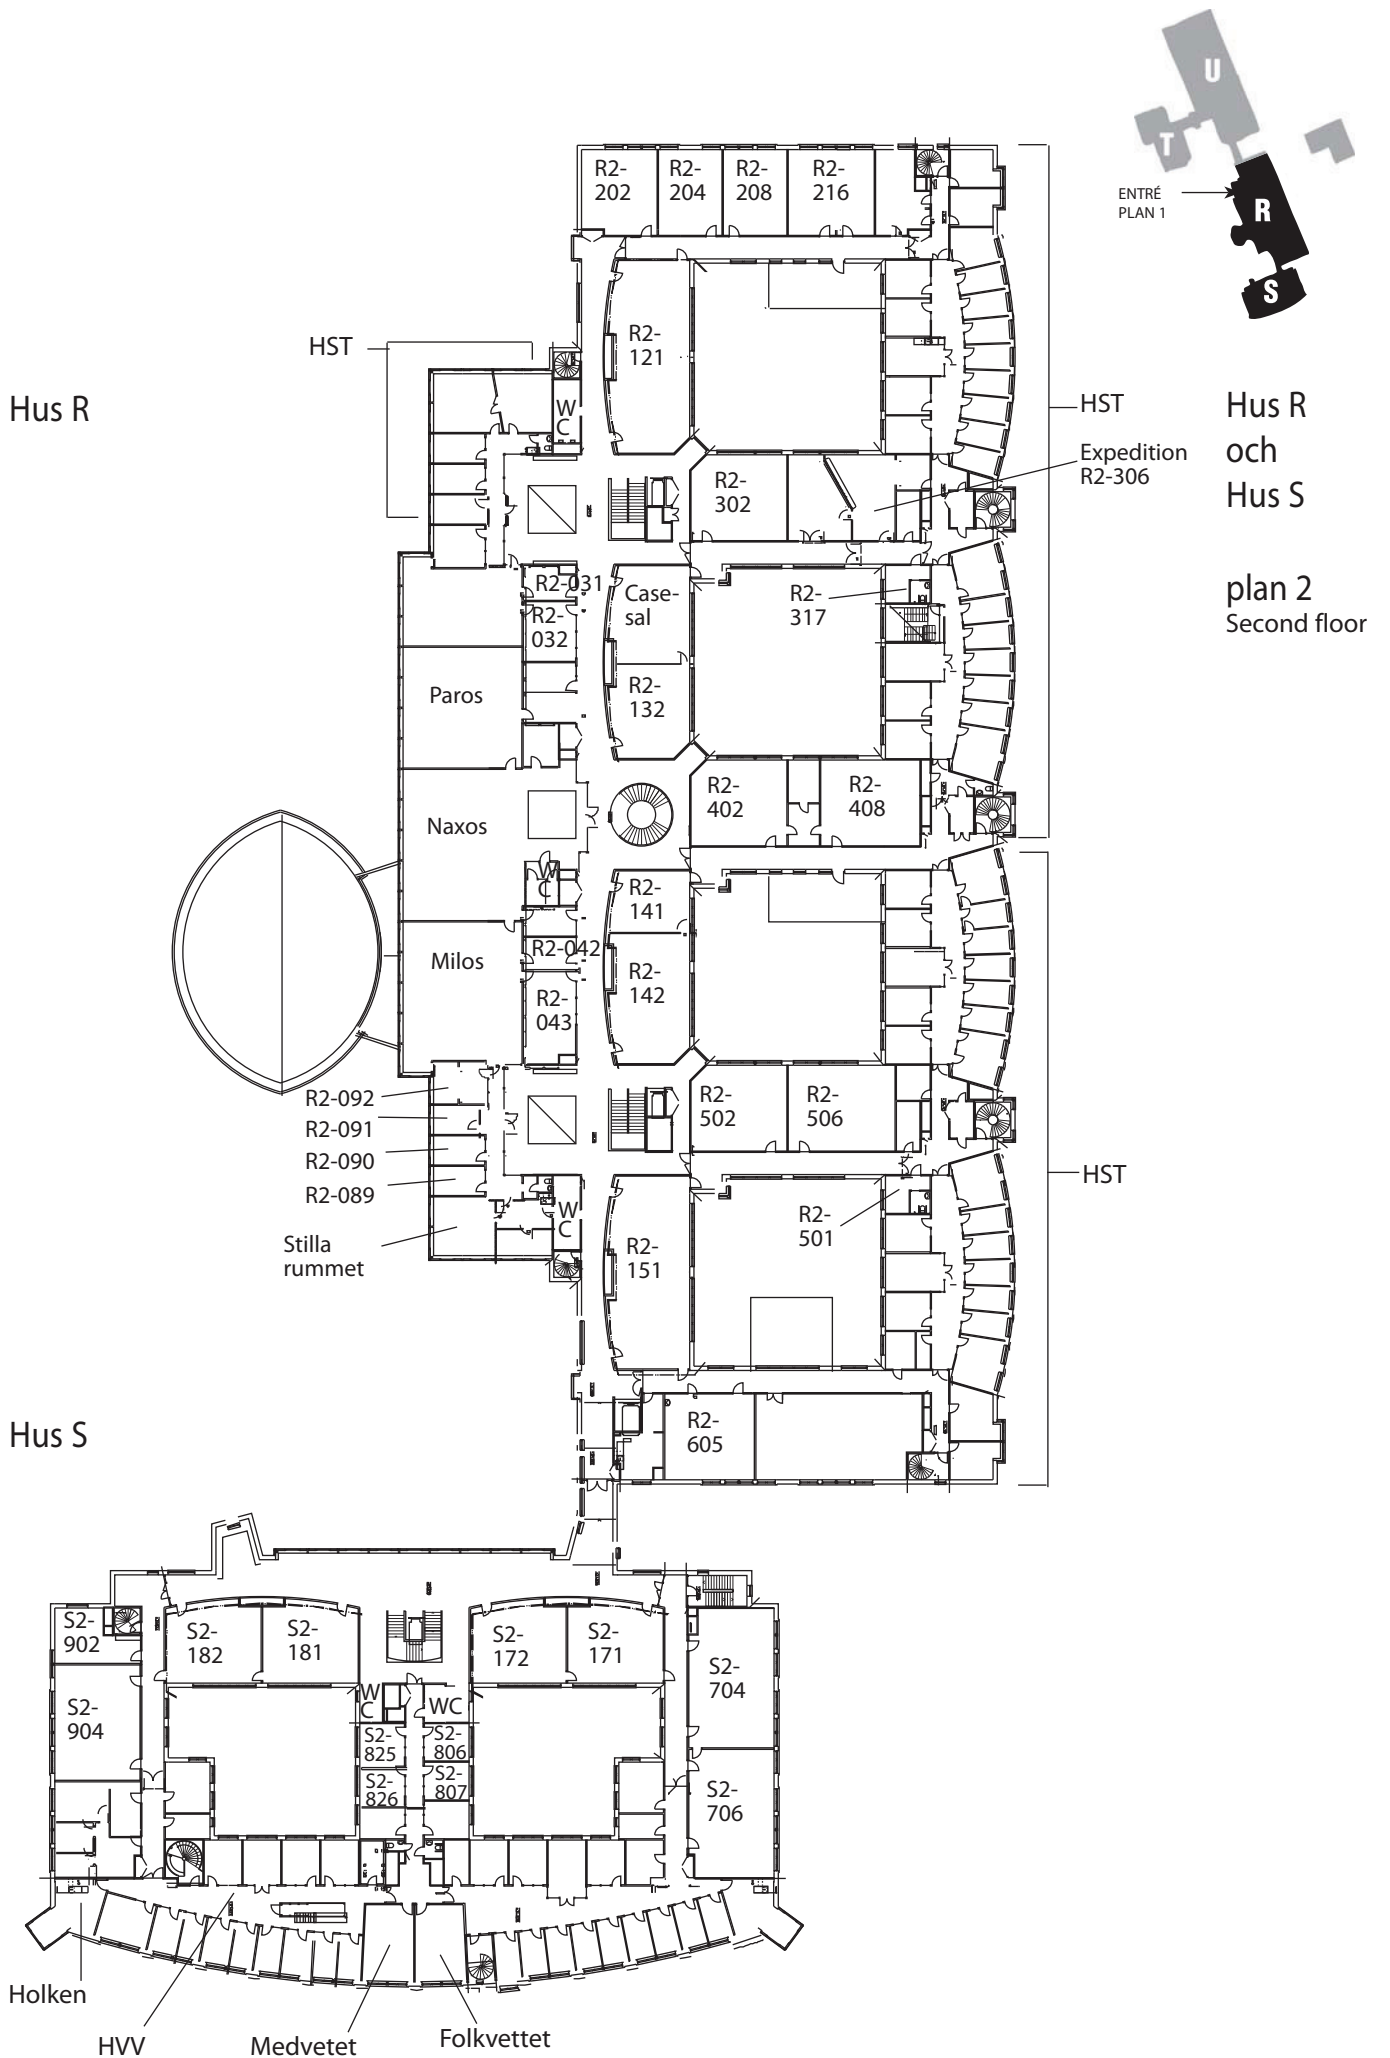 U
T
ENTRÉ
PLAN 1
R
S
R2-
202
R2-
204
R2-
208
R2-
216
HST
R2-
121
Hus R
W
C
HST
Hus R
och
Hus S
plan 2
Second floor
Expedition
R2-306
R2-
302
R2-031
R2-
032
Case-
sal
R2-
317
Paros
R2-
132
Naxos
R2-
402
R2-
408
W
C
R2-
141
R2-042
Milos
R2-
142
R2-
043
R2-092
R2-091
R2-090
R2-089
R2-
502
R2-
506
HST
W
C
Stilla
rummet
R2-
151
R2-
501
R2-
605
Hus S
S2-
902
S2-
182
S2-
181
S2-
172
S2-
171
S2-
704
S2-
904
W
C
WC
S2-
825
S2-
806
S2-
826
S2-
807
S2-
706
Holken
HVV
Medvetet
Folkvettet